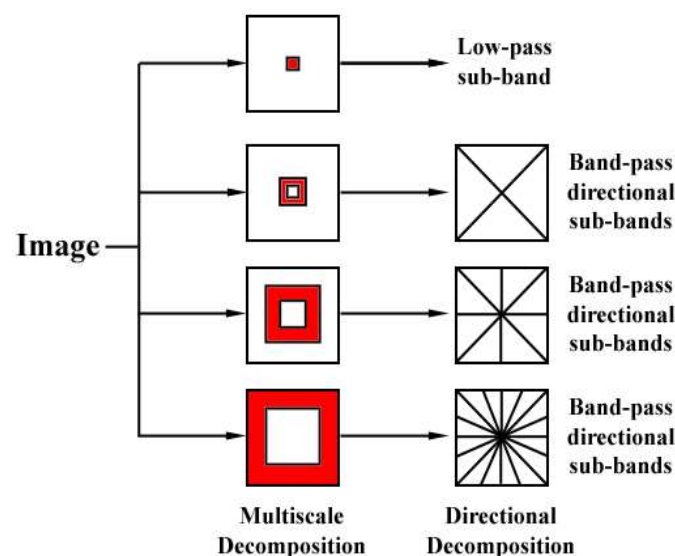 Low-pass
sub-band
Band-pass
directional
sub-bands
Image
Band-pass
directional
sub-bands
Band-pass
directional
sub-bands
Multiscale
Decomposition
Directional
Decomposition